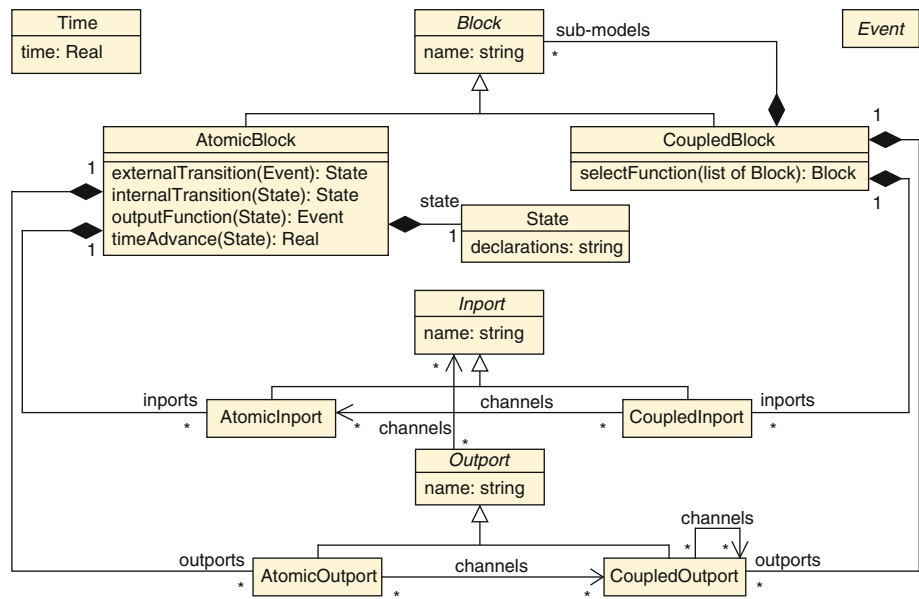 Time
time: Real
Block
name: string
sub-models
*
Event
AtomicBlock
externalTransition(Event): State
internalTransition(State): State
outputFunction(State): Event
timeAdvance(State): Real
1
1
CoupledBlock
selectFunction(list of Block): Block
1
1
state
1
State
declarations: string
Inport
name: string
*
inports
*
AtomicInport
*
channels
*
CoupledInport
inports
*
channels
*
Outport
name: string
channels
*
*
outports
*
AtomicOutport
*
channels
*
CoupledOutport
outports
*